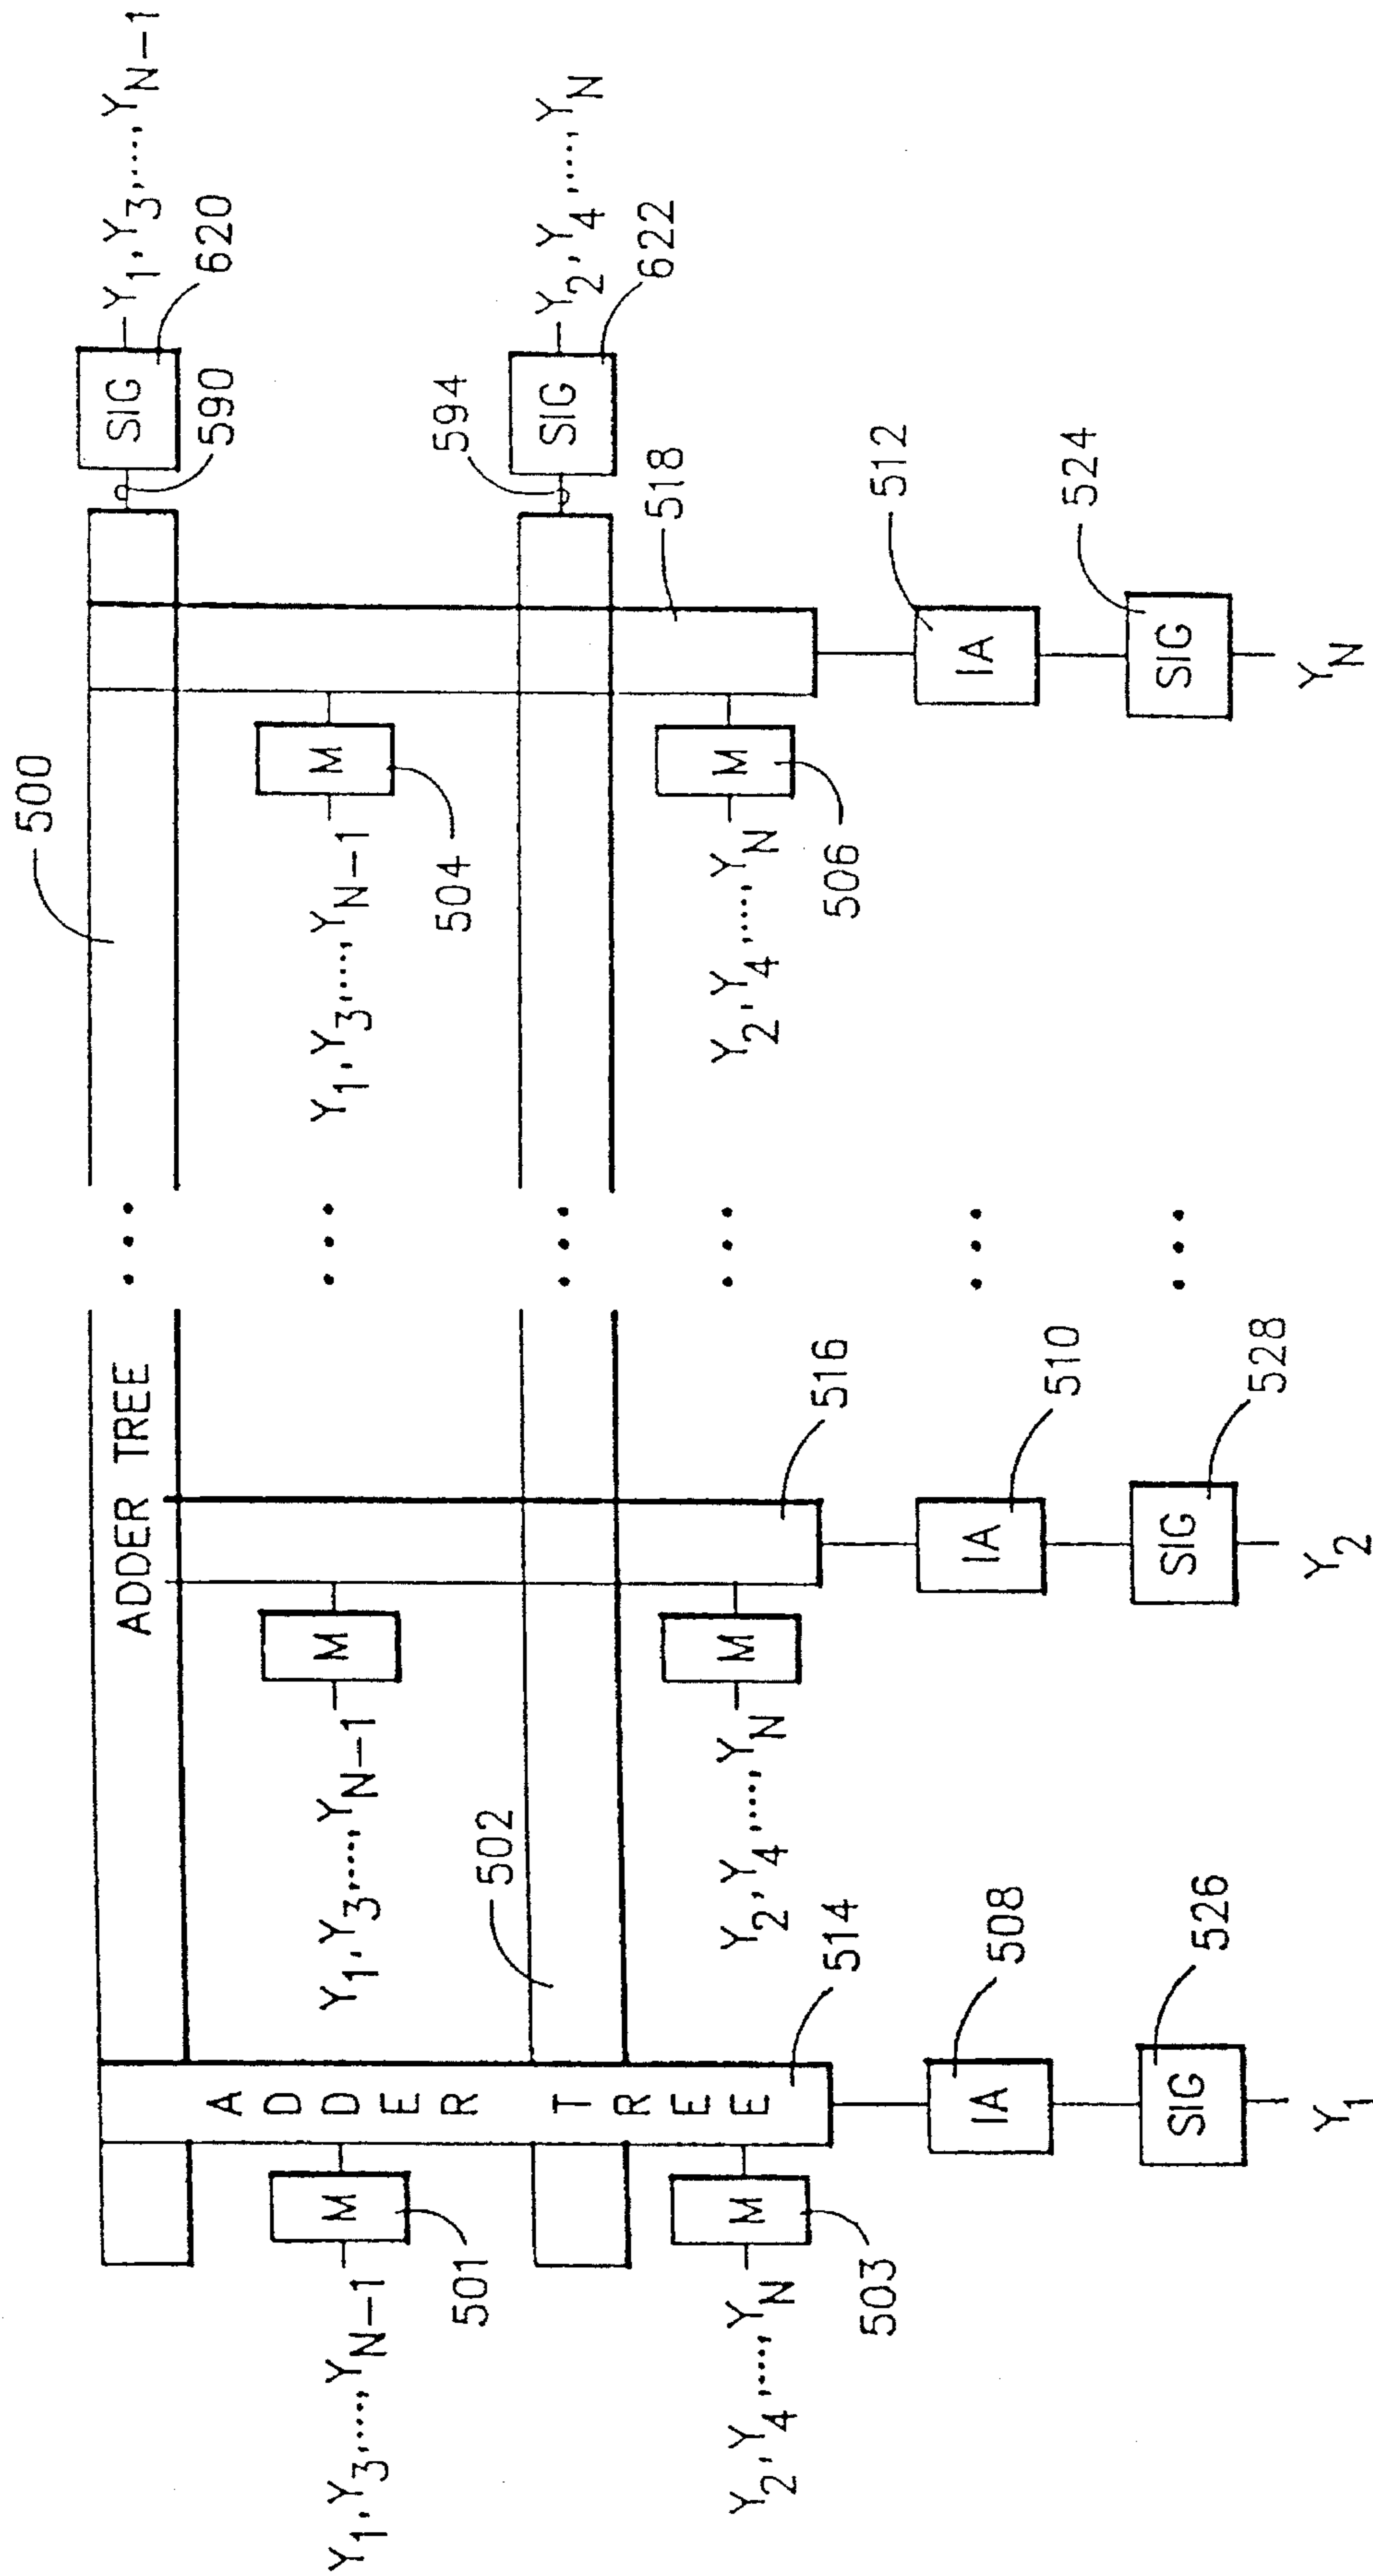 500
ADDER TREE
SIG
Y1,Y3,....,YN-1
590
620
Y1,Y3,....,YN-1
M
501
Y1,Y3,....,YN-1
M
Y1,Y3,....,YN-1
M
504
502
594
SIG
Y2,Y4,....,YN
622
ADDER TREE
Y2,Y4,....,YN
M
503
514
Y2,Y4,....,YN
M
516
Y2,Y4,....,YN
M
506
518
IA
508
IA
510
IA
512
SIG
526
SIG
528
SIG
524
Y1
Y2
YN